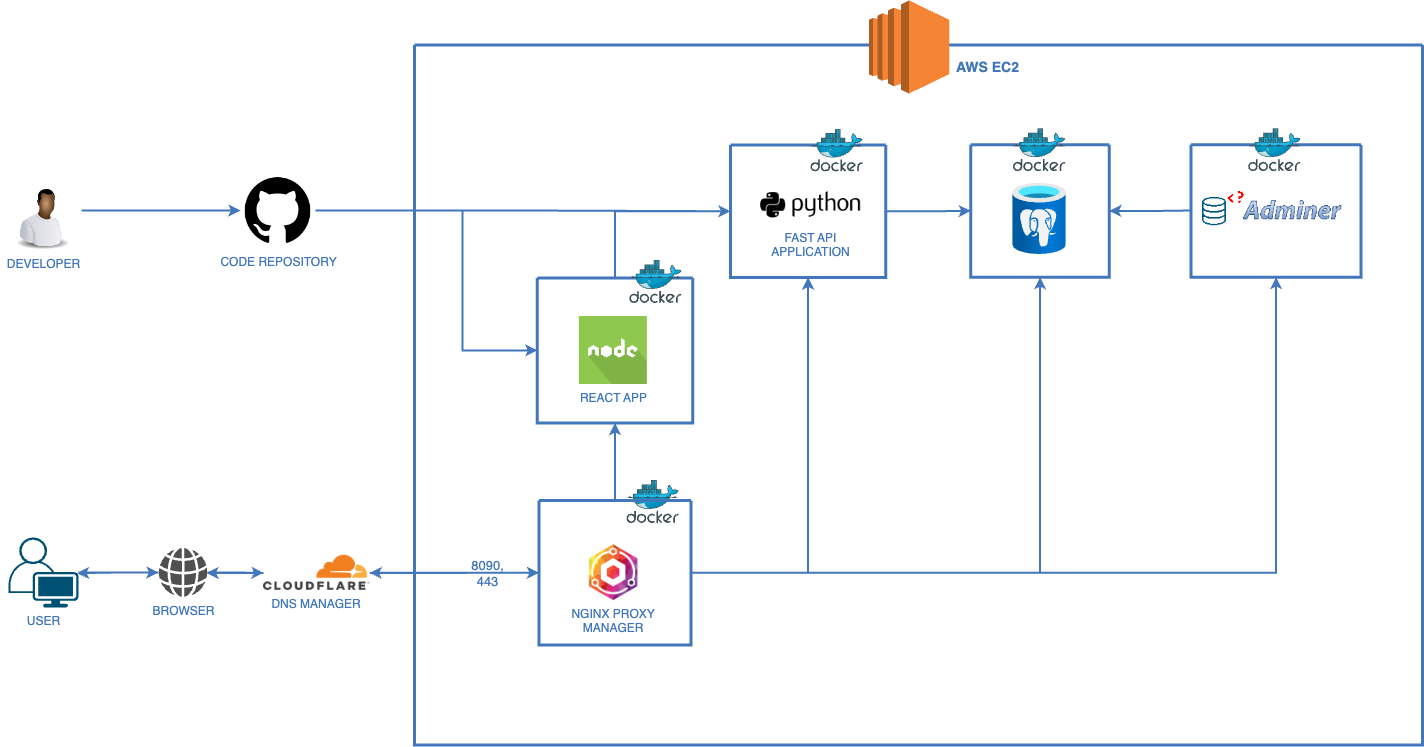 AWS EC2
docker
docker
docker
python
FAST API
APPLICATION
<?
Adminer
DEVELOPER
CODE REPOSITORY
docker
node
REACT APP
docker
8090,
443
CLOUDFLARE
DNS MANAGER
USER
BROWSER
NGINX PROXY
MANAGER